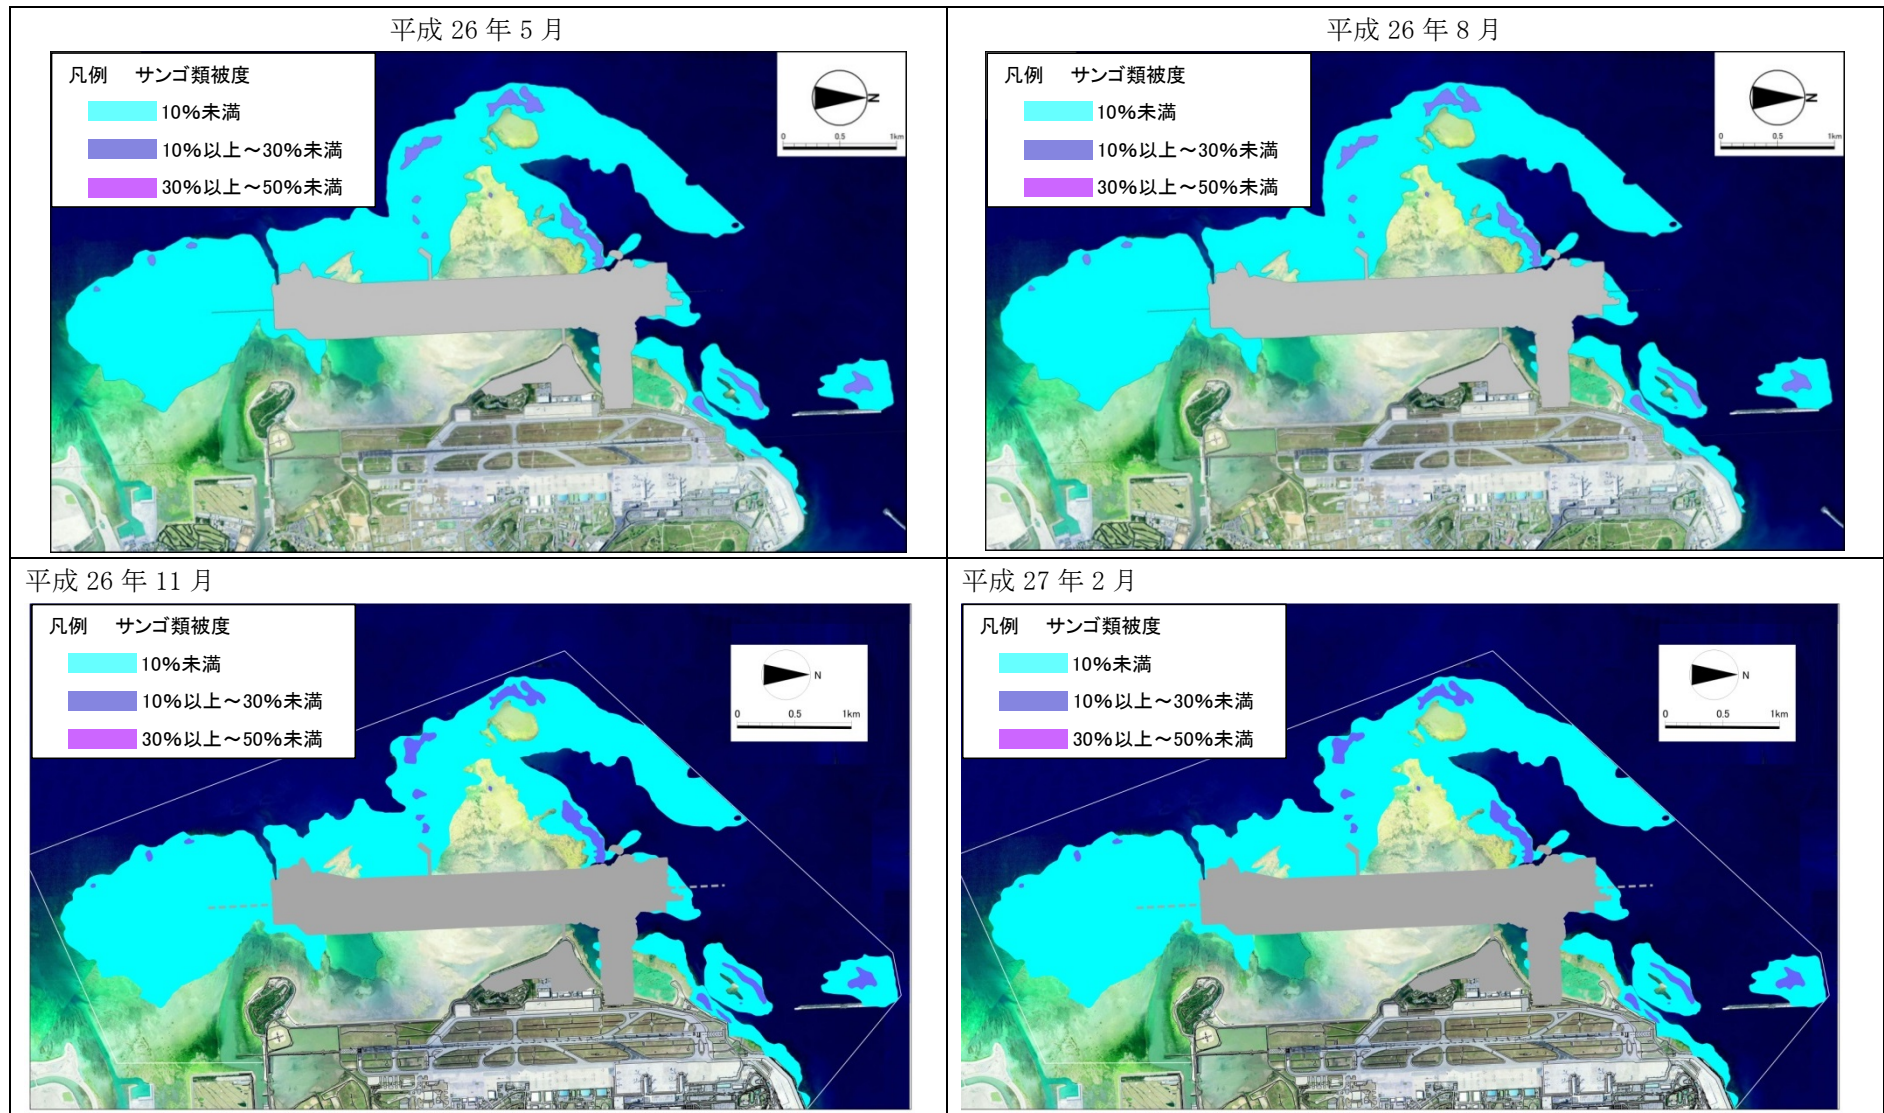 平成 26 年 5 月
凡例 サンゴ類被度
10%未満
10%以上～30%未満
30%以上～50%未満
N
0 0.5 1km
平成 26 年 8 月
凡例 サンゴ類被度
10%未満
10%以上～30%未満
30%以上～50%未満
N
0 0.5 1km
平成 26 年 11 月
凡例 サンゴ類被度
10%未満
10%以上～30%未満
30%以上～50%未満
N
0 0.5 1km
平成 27 年 2 月
凡例 サンゴ類被度
10%未満
10%以上～30%未満
30%以上～50%未満
N
0 0.5 1km